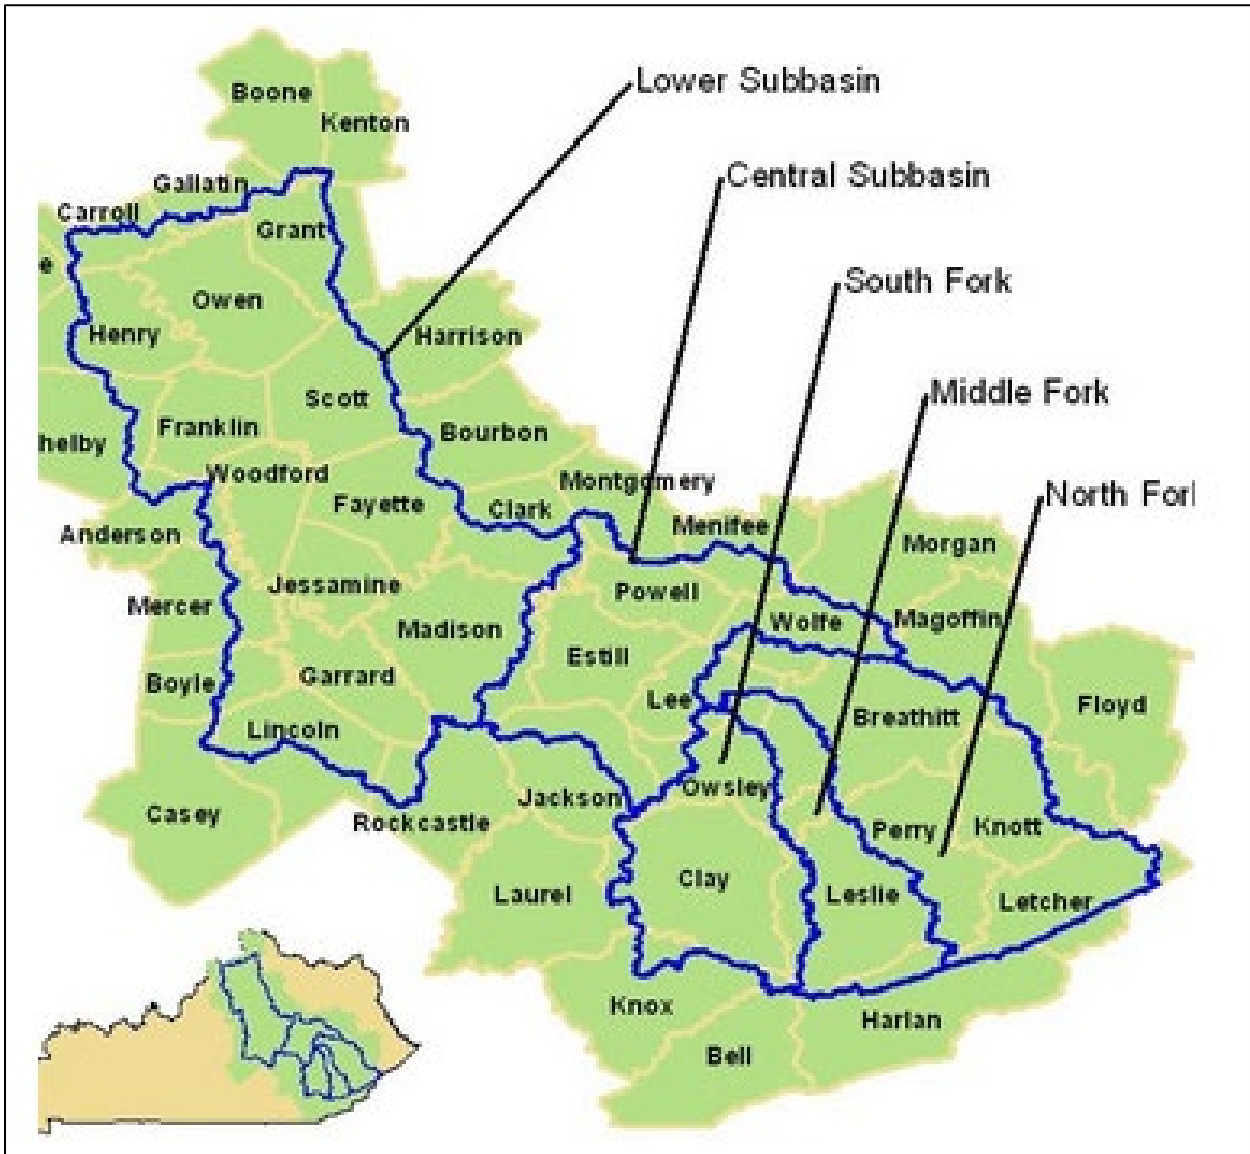 Boone
Lower Subbasin
Kenton
Central Subbasin
Gallatin
Carroll
Grant
e
Owen
South Fork
Henry
Harrison
Middle Fork
Scott
Franklin
Bourbon
helby
Woodford
Montgomery
North For
Fayette
Clark
Menifee
Anderson
Morgan
Jessamine
Powell
Mercer
Wolfe
Magoffin
Madison
Estill
Garrard
Boyle
Lee
Floyd
Breathitt
Lincoln
Owsley
Jackson
Casey
Rockcastle
Perry
Knott
Clay
Laurel
Leslie
Letcher
Knox
Harlan
Bell